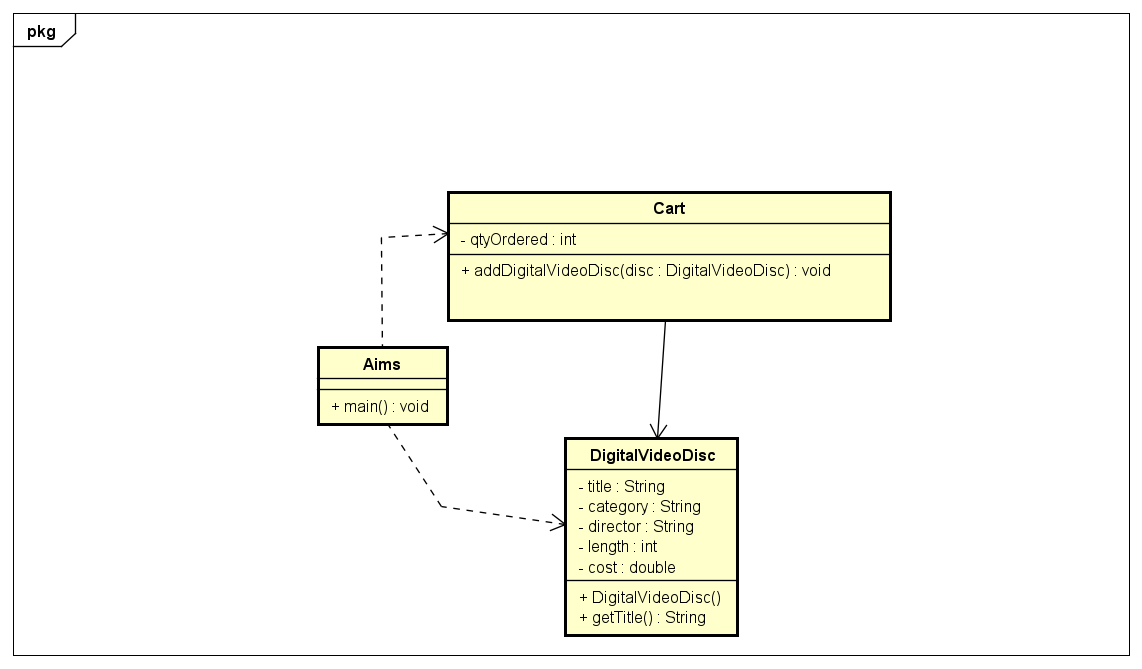 pkg
Cart
- qtyOrdered : int
+ addDigitalVideoDisc(disc : DigitalVideoDisc) : void
Aims
+ main() : void
DigitalVideoDisc
- title : String
- category : String
- director : String
- length : int
- cost : double
+ DigitalVideoDisc()
+ getTitle() : String